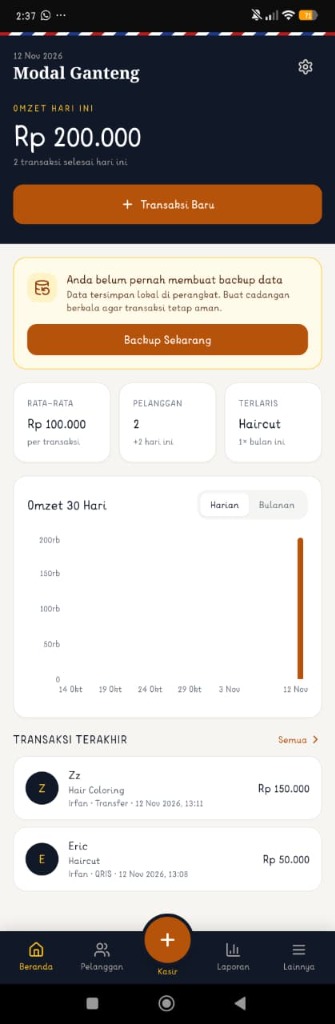 2:37
12 Nov 2026
Modal Ganteng
OMZET HARI INI
Rp 200.000
2 transaksi selesai hari ini
+ Transaksi Baru
Anda belum pernah membuat backup data
Data tersimpan lokal di perangkat. Buat cadangan
berkala agar transaksi tetap aman.
Backup Sekarang
RATA-RATA
Rp 100.000
per transaksi
PELANGGAN
2
+2 hari ini
TERLARIS
Haircut
1× bulan ini
Omzet 30 Hari
Harian Bulanan
200rb
150rb
100rb
50rb
0
14 Okt 19 Okt 24 Okt 29 Okt 3 Nov 12 Nov
TRANSAKSI TERAKHIR
Semua >
Z
Zz
Hair Coloring
Irfan • Transfer • 12 Nov 2026, 13:11
Rp 150.000
E
Eric
Haircut
Irfan • QRIS • 12 Nov 2026, 13:08
Rp 50.000
Beranda Pelanggan Kasir Laporan Lainnya